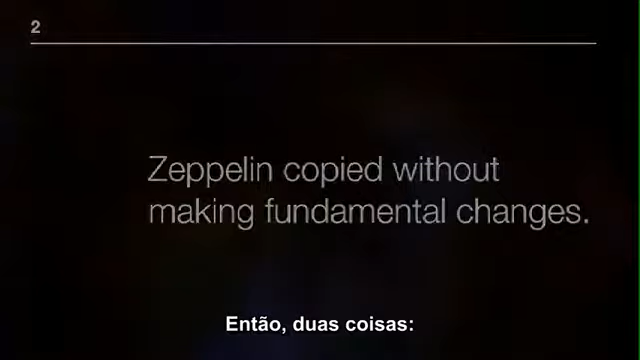 2
Zeppelin copied without
making fundamental changes.
Então, duas coisas: